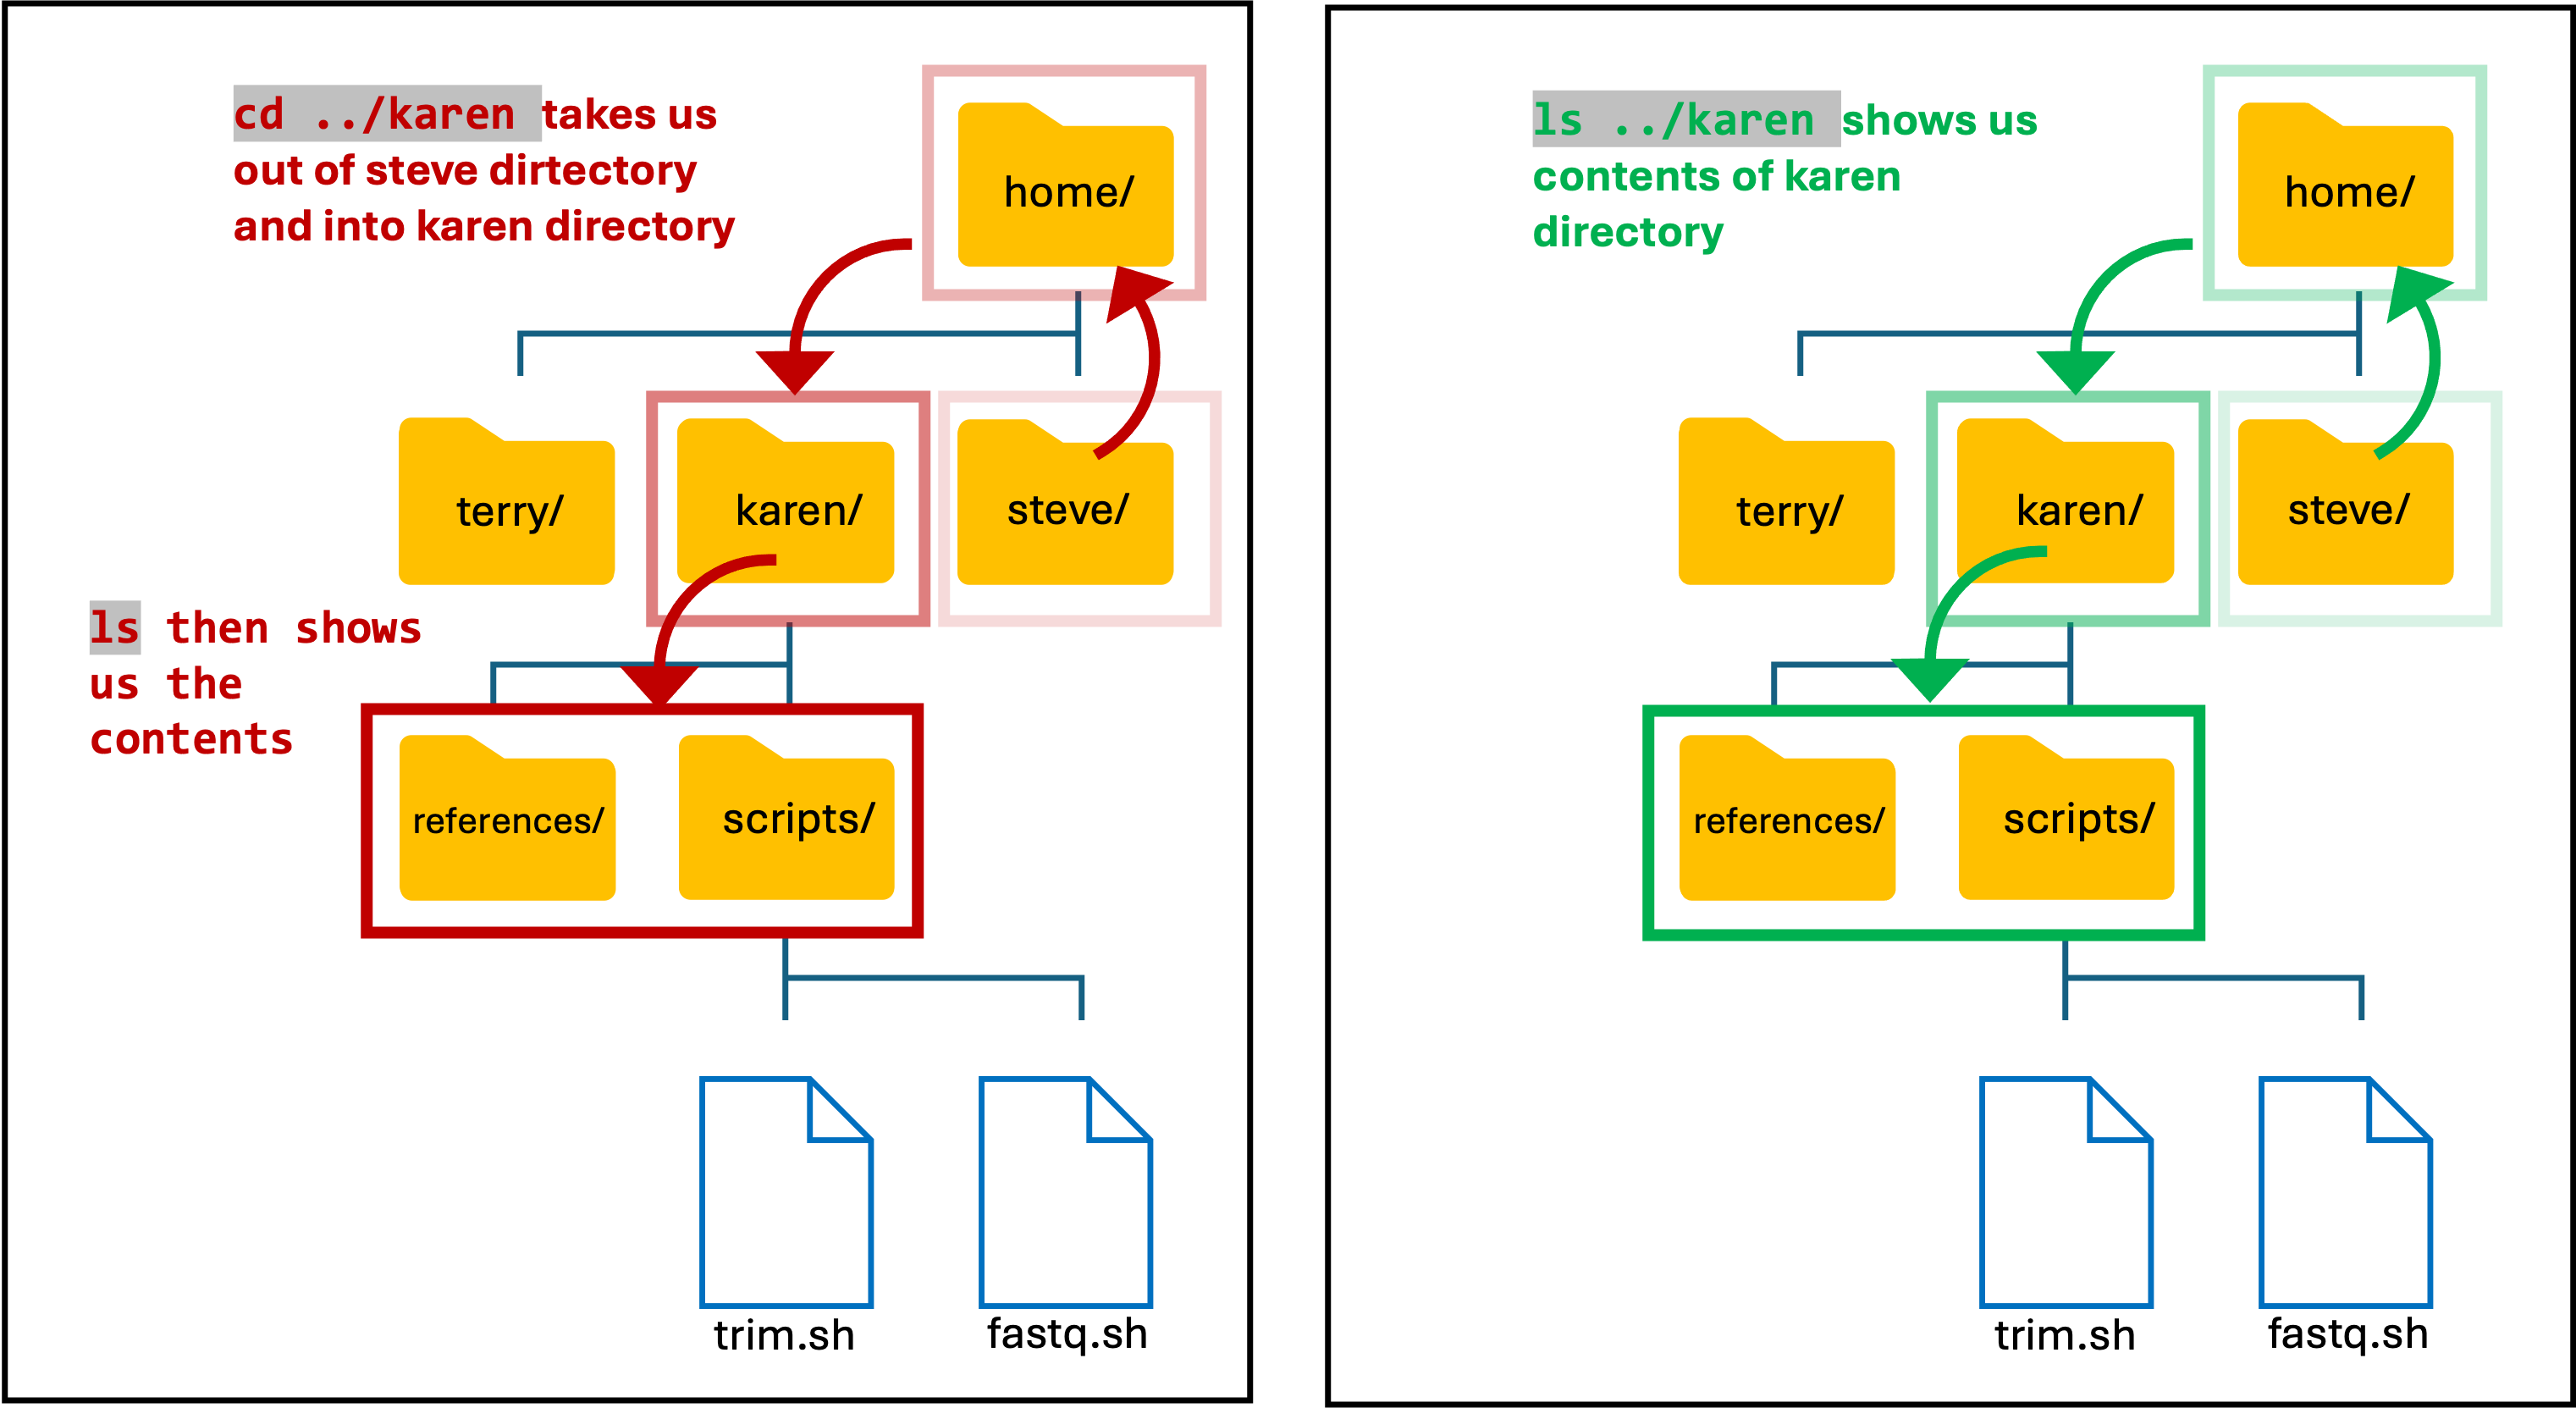 cd ../karen takes us
out of steve dirtectory
and into karen directory
home/
terry/
karen/
steve/
ls then shows
us the
contents
references/
scripts/
trim.sh
fastq.sh
ls ../karen shows us
contents of karen
directory
home/
terry/
karen/
steve/
references/
scripts/
trim.sh
fastq.sh